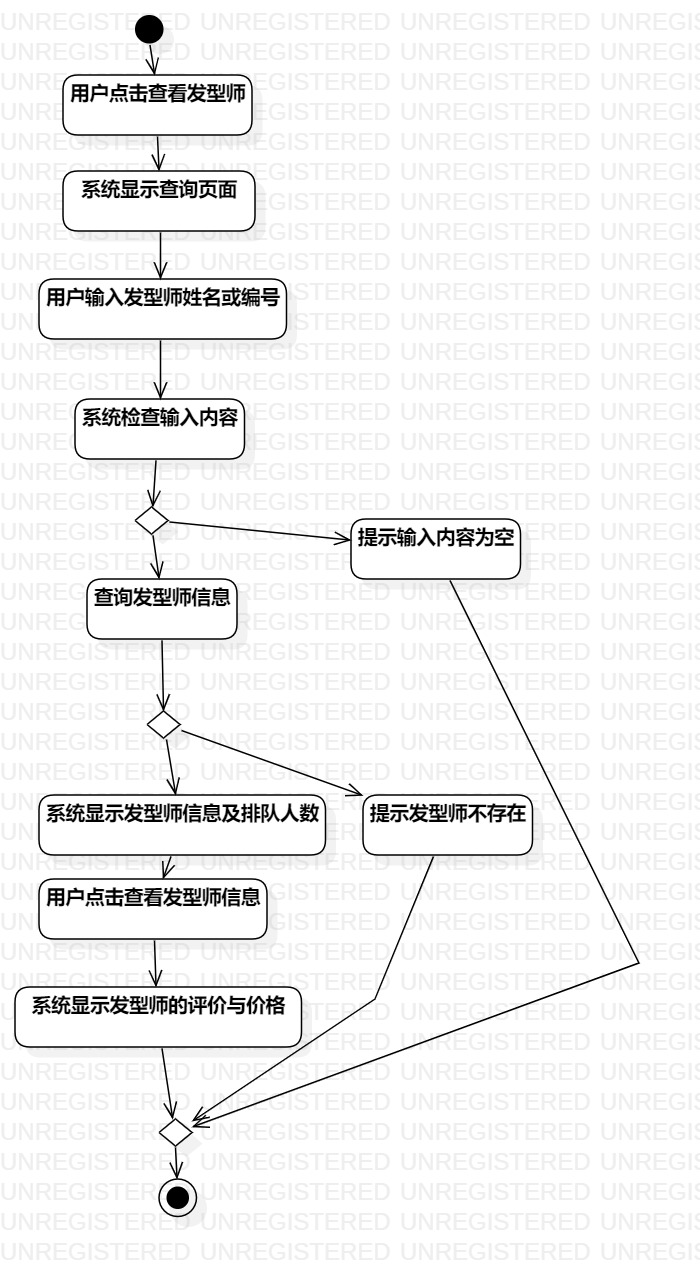 用户点击查看发型师
系统显示查询页面
用户输入发型师姓名或编号
系统检查输入内容
提示输入内容为空
查询发型师信息
系统显示发型师信息及排队人数
提示发型师不存在
用户点击查看发型师信息
系统显示发型师的评价与价格
UNREGISTERED